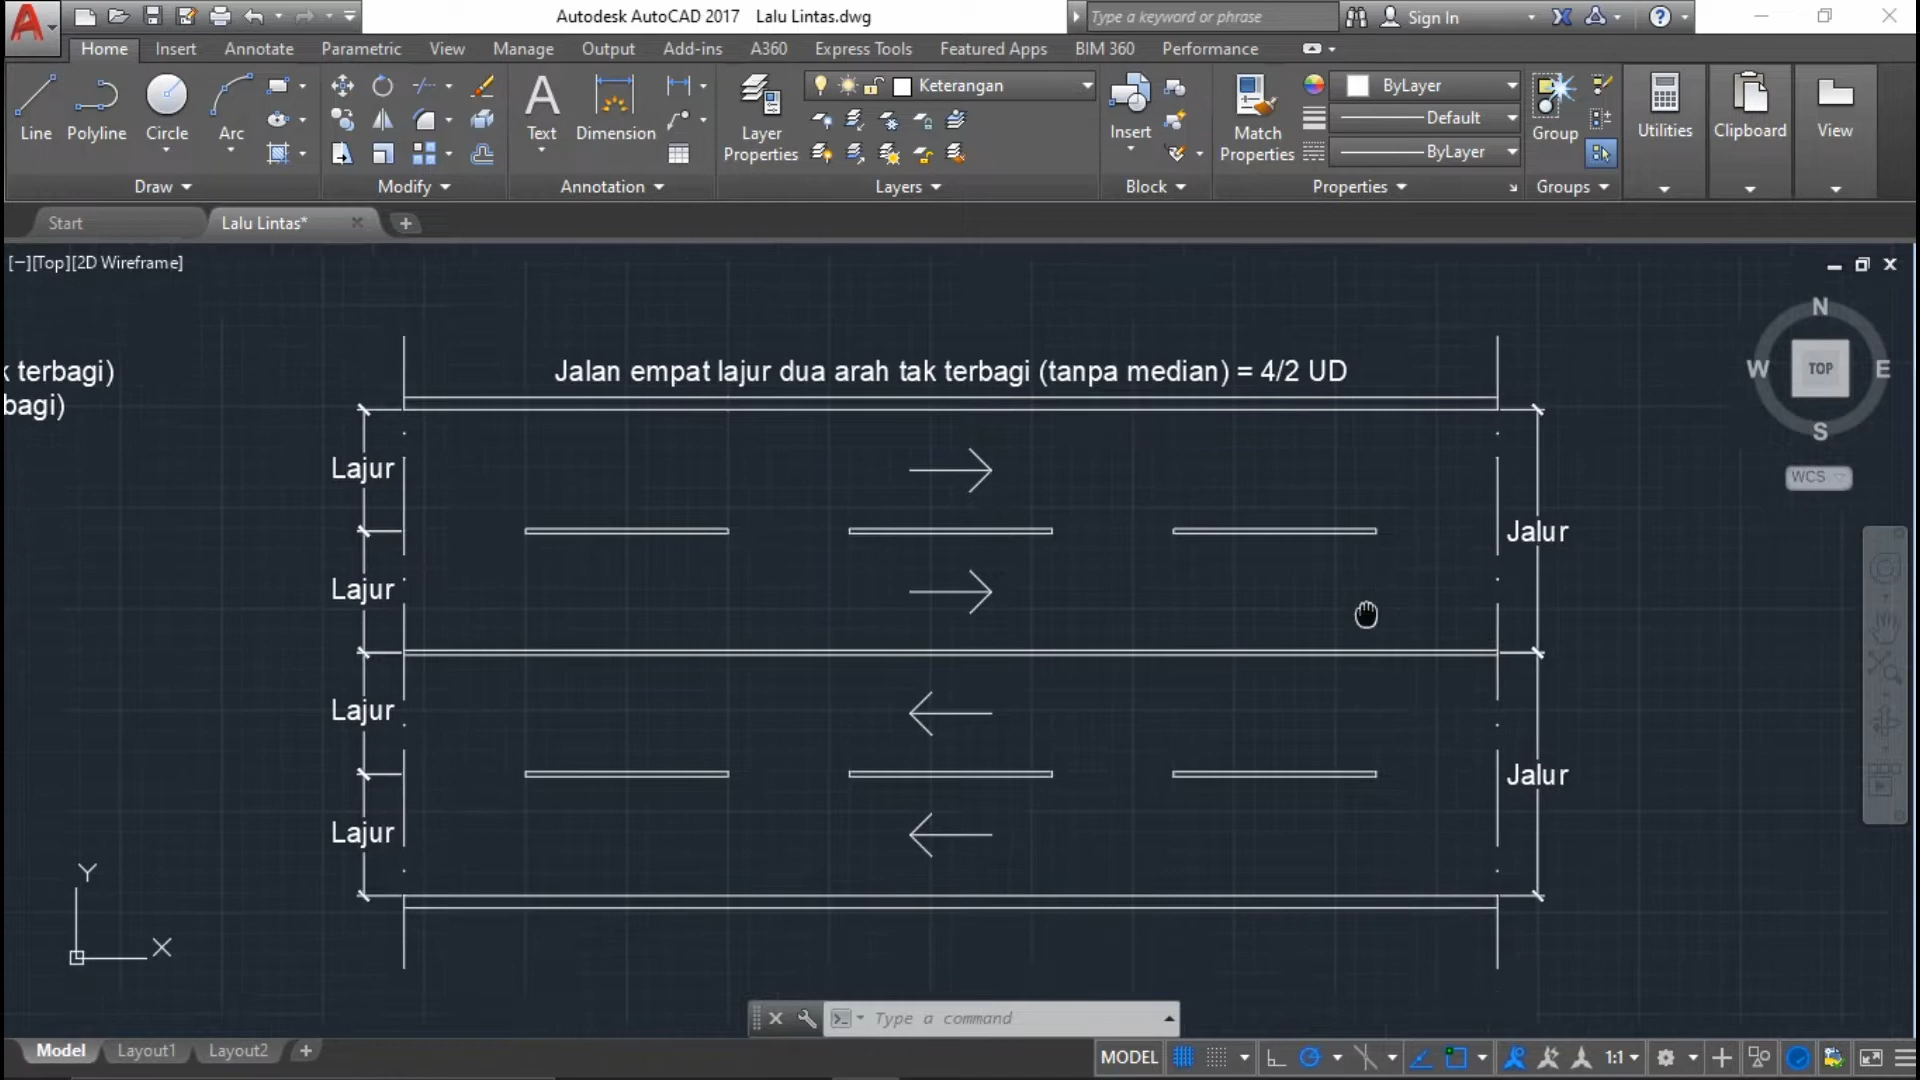 Autodesk AutoCAD 2017 Lalu Lintas.dwg
Type a keyword or phrase
Sign In
Home Insert Annotate Parametric View Manage Output Add-ins A360 Express Tools Featured Apps BIM 360 Performance
Line Polyline Circle Arc
Draw
Modify
Text Dimension
Annotation
Layer Properties
Keterangan
Layers
Insert
Block
Match Properties
ByLayer
Default
ByLayer
Properties
Group
Groups
Utilities
Clipboard
View
Start Lalu Lintas*
[−][Top][2D Wireframe]
N
W TOP E
S
WCS
k terbagi)
bagi)
Jalan empat lajur dua arah tak terbagi (tanpa median) = 4/2 UD
Lajur
Jalur
Lajur
Lajur
Jalur
Lajur
Y
X
Type a command
Model Layout1 Layout2
MODEL
1:1